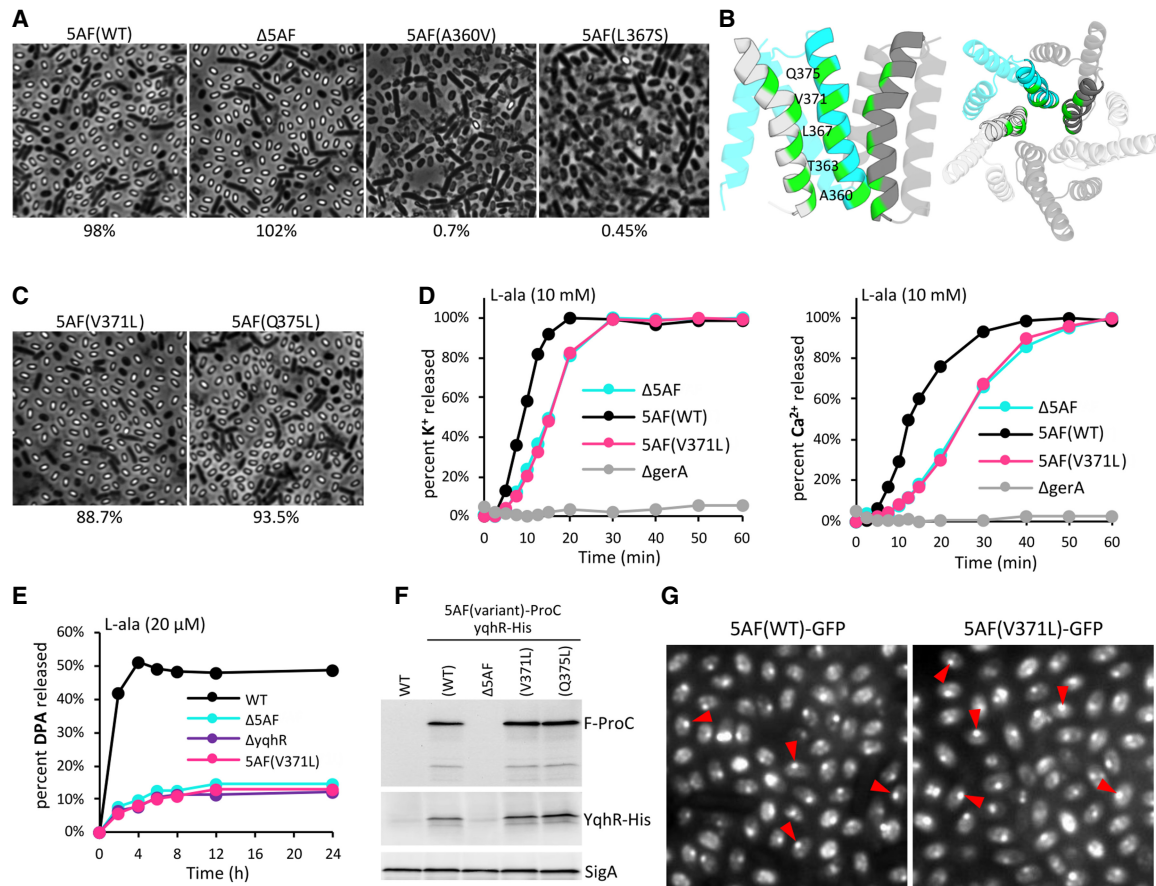 A
5AF(WT)
Δ5AF
5AF(A360V)
5AF(L367S)
98%
102%
0.7%
0.45%
B
Q375
V371
L367
T363
A360
C
5AF(V371L)
5AF(Q375L)
88.7%
93.5%
D
L-ala (10 mM)
percent K⁺ released
100%
80%
60%
40%
20%
0%
Δ5AF
5AF(WT)
5AF(V371L)
ΔgerA
0 10 20 30 40 50 60
Time (min)
L-ala (10 mM)
percent Ca²⁺ released
100%
80%
60%
40%
20%
0%
Δ5AF
5AF(WT)
5AF(V371L)
ΔgerA
0 10 20 30 40 50 60
Time (min)
E
L-ala (20 µM)
percent DPA released
60%
50%
40%
30%
20%
10%
0%
WT
Δ5AF
ΔyqhR
5AF(V371L)
0 4 8 12 16 20 24
Time (h)
F
5AF(variant)-ProC
yqhR-His
WT
(WT)
Δ5AF
(V371L)
(Q375L)
F-ProC
YqhR-His
SigA
G
5AF(WT)-GFP
5AF(V371L)-GFP